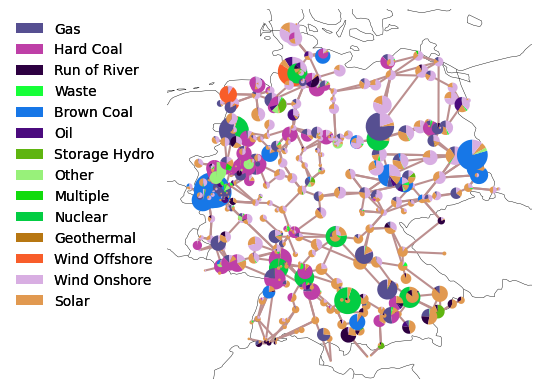 Gas
Hard Coal
Run of River
Waste
Brown Coal
Oil
Storage Hydro
Other
Multiple
Nuclear
Geothermal
Wind Offshore
Wind Onshore
Solar